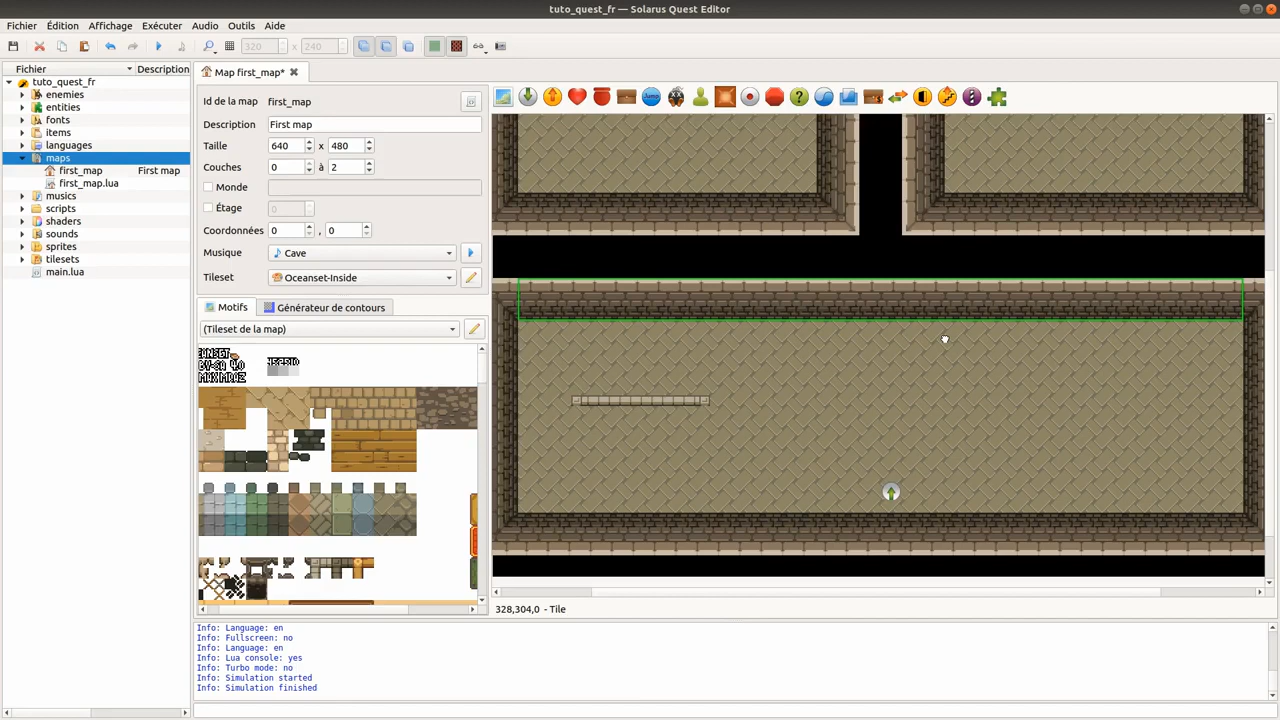 tuto_quest_fr — Solarus Quest Editor
Fichier Édition Affichage Exécuter Audio Outils Aide
320 x 240
Fichier Description
tuto_quest_fr
enemies
entities
fonts
items
languages
maps
first_map First map
first_map.lua
musics
scripts
shaders
sounds
sprites
tilesets
main.lua
Map first_map*
Id de la map first_map
Description First map
Taille 640 x 480
Couches 0 à 2
Monde
Étage 0
Coordonnées 0 , 0
Musique Cave
Tileset Oceanset-Inside
Motifs Générateur de contours
(Tileset de la map)
Jump
328,304,0 - Tile
Info: Language: en
Info: Fullscreen: no
Info: Language: en
Info: Lua console: yes
Info: Turbo mode: no
Info: Simulation started
Info: Simulation finished